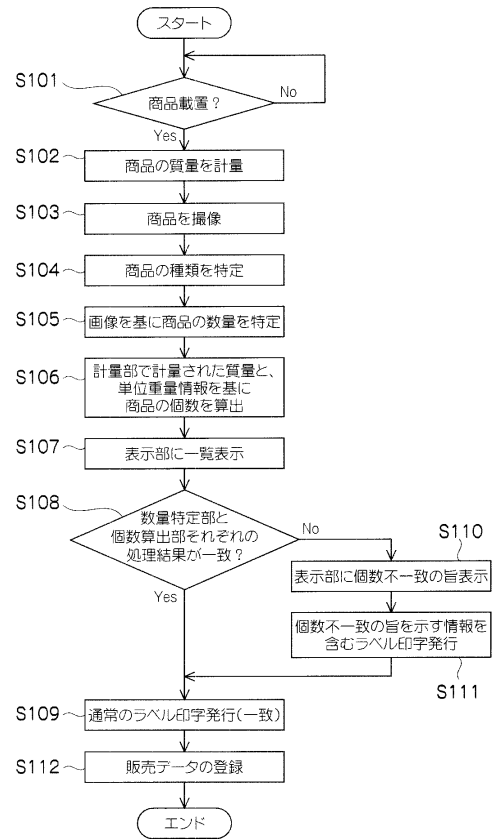 スタート
S101
商品載置？
No
Yes
S102
商品の質量を計量
S103
商品を撮像
S104
商品の種類を特定
S105
画像を基に商品の数量を特定
S106
計量部で計量された質量と、
単位重量情報を基に
商品の個数を算出
S107
表示部に一覧表示
S108
数量特定部と
個数算出部それぞれの
処理結果が一致？
No
Yes
S110
表示部に個数不一致の旨表示
個数不一致の旨を示す情報を
含むラベル印字発行
S111
S109
通常のラベル印字発行(一致)
S112
販売データの登録
エンド